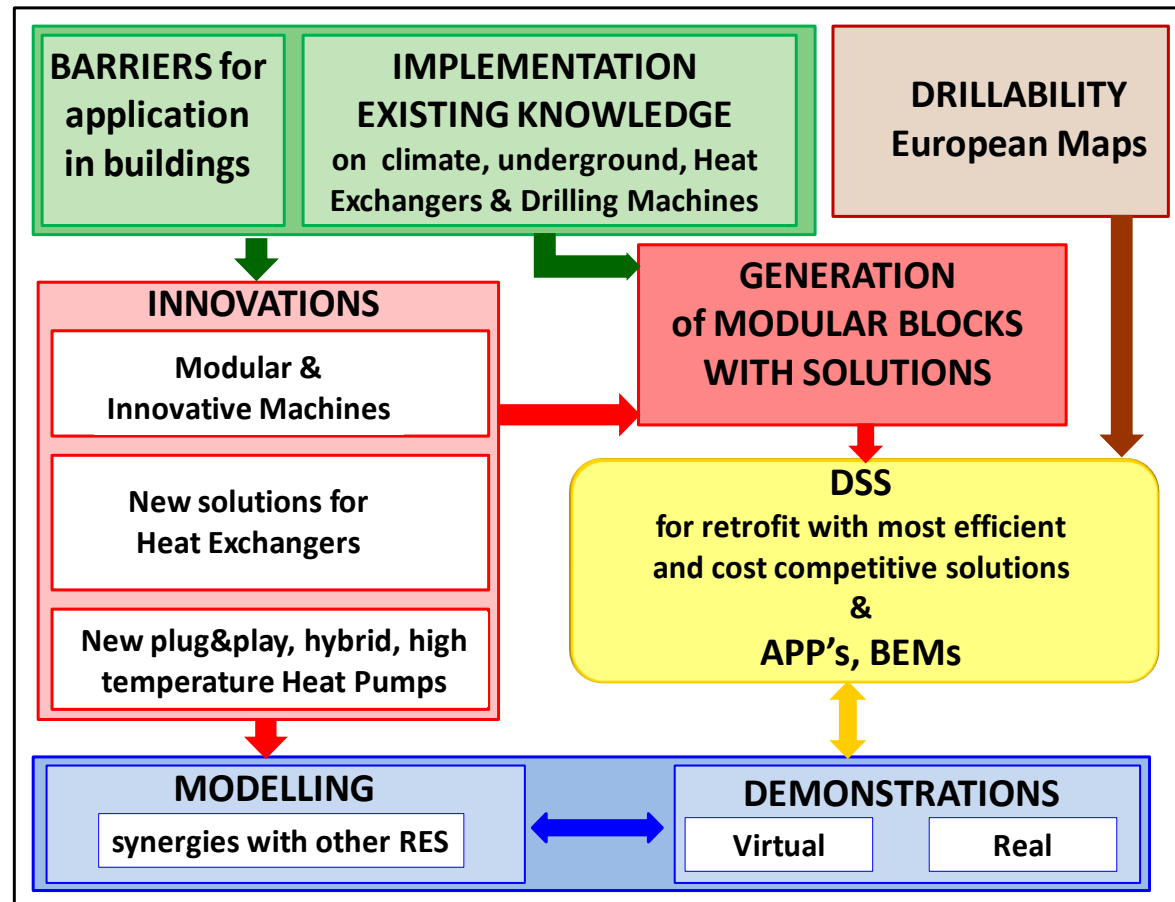 BARRIERS for
application
in buildings
IMPLEMENTATION
EXISTING KNOWLEDGE
on climate, underground, Heat
Exchangers & Drilling Machines
DRILLABILITY
European Maps
INNOVATIONS
Modular &
Innovative Machines
New solutions for
Heat Exchangers
New plug&play, hybrid, high
temperature Heat Pumps
GENERATION
of MODULAR BLOCKS
WITH SOLUTIONS
DSS
for retrofit with most efficient
and cost competitive solutions
&
APP’s, BEMs
MODELLING
synergies with other RES
DEMONSTRATIONS
Virtual
Real